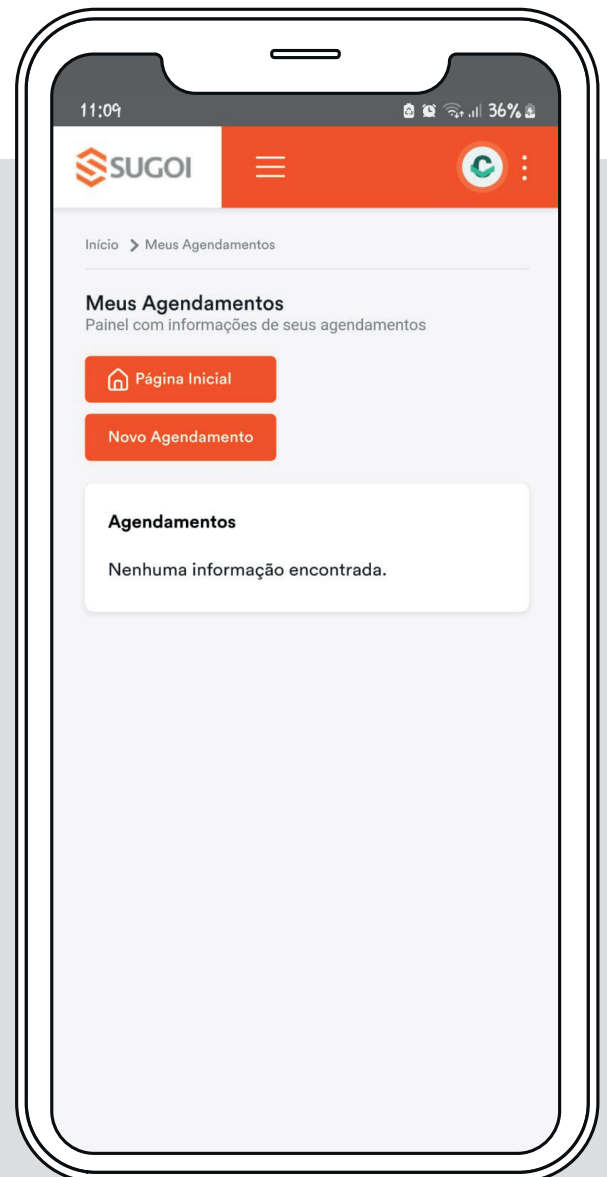 11:09
36%
SUGOI
Início > Meus Agendamentos
Meus Agendamentos
Painel com informações de seus agendamentos
Página Inicial
Novo Agendamento
Agendamentos
Nenhuma informação encontrada.